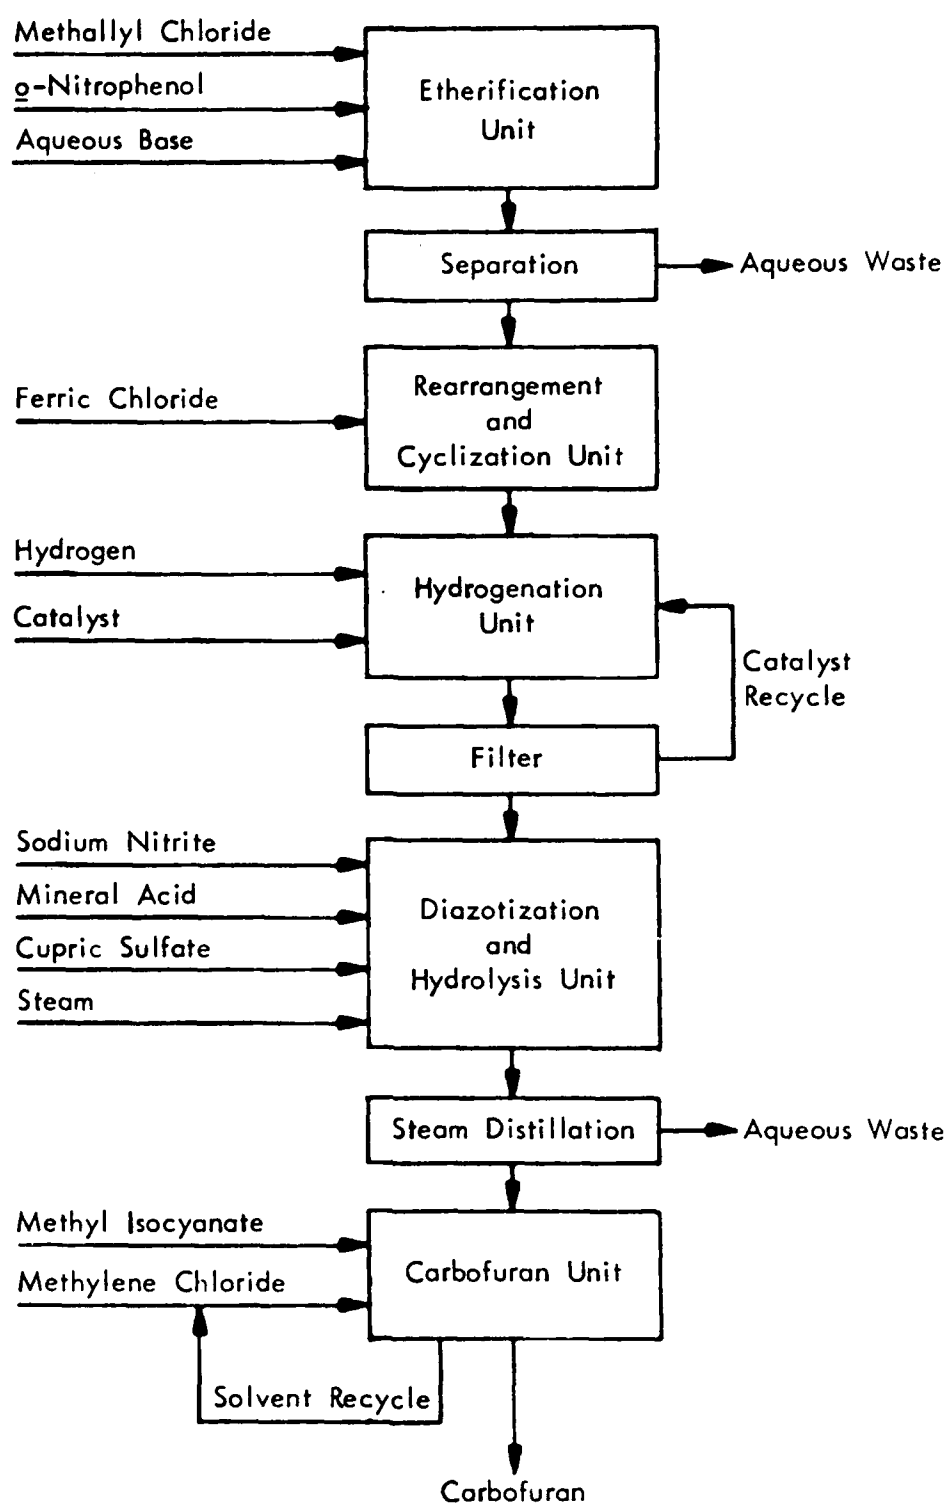 Methallyl Chloride
o-Nitrophenol
Aqueous Base
Etherification
Unit
Separation
Aqueous Waste
Ferric Chloride
Rearrangement
and
Cyclization Unit
Hydrogen
Catalyst
Hydrogenation
Unit
Catalyst
Recycle
Filter
Sodium Nitrite
Mineral Acid
Cupric Sulfate
Steam
Diazotization
and
Hydrolysis Unit
Steam Distillation
Aqueous Waste
Methyl Isocyanate
Methylene Chloride
Carbofuran Unit
Solvent Recycle
Carbofuran